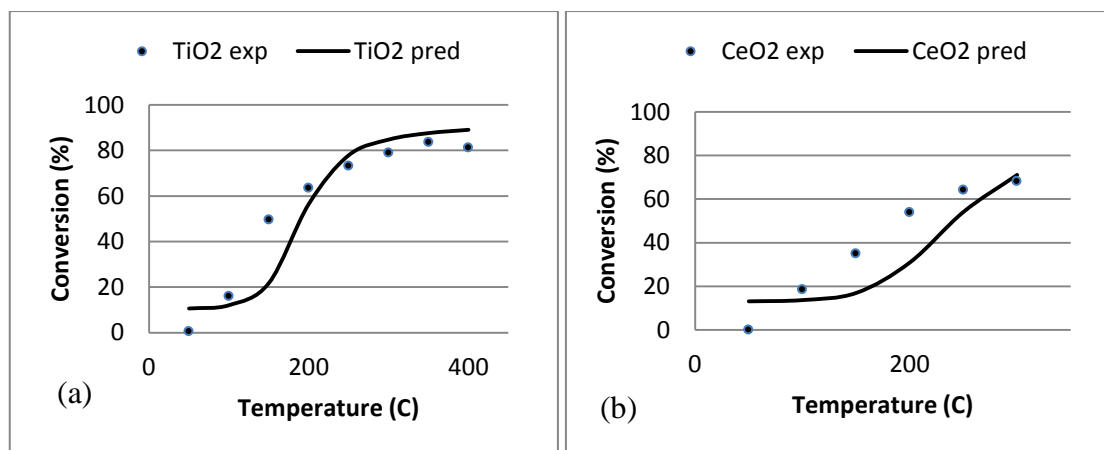 TiO2 exp TiO2 pred
100
80
60
40
20
0
0 200 400
Conversion (%)
Temperature (C)
(a)
CeO2 exp CeO2 pred
100
80
60
40
20
0
0 200
Conversion (%)
Temperature (C)
(b)